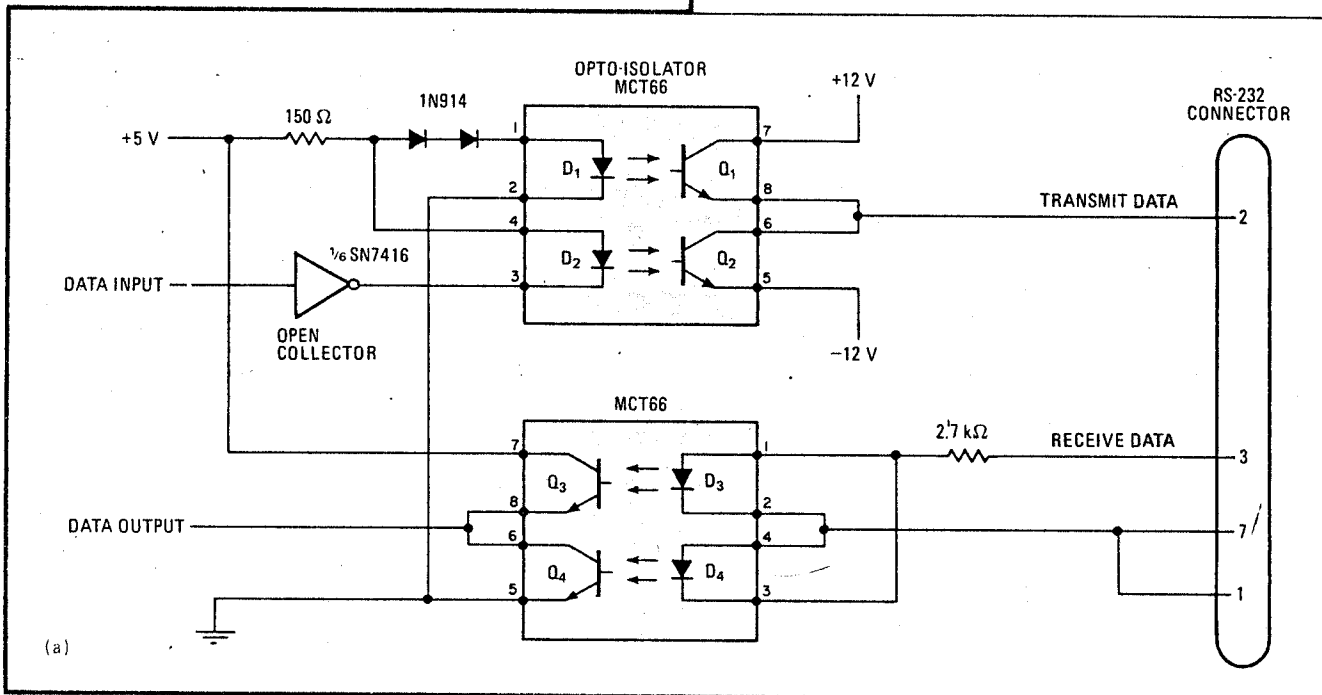 OPTO-ISOLATOR
MCT66
+12 V
RS-232
CONNECTOR
150 Ω
1N914
+5 V
1
7
D₁
Q₁
2
8
TRANSMIT DATA
2
4
6
⅙ SN7416
D₂
Q₂
DATA INPUT
3
5
OPEN
COLLECTOR
−12 V
MCT66
2.7 kΩ
RECEIVE DATA
7
1
3
Q₃
D₃
8
2
DATA OUTPUT
7
6
4
Q₄
D₄
5
3
1
(a)